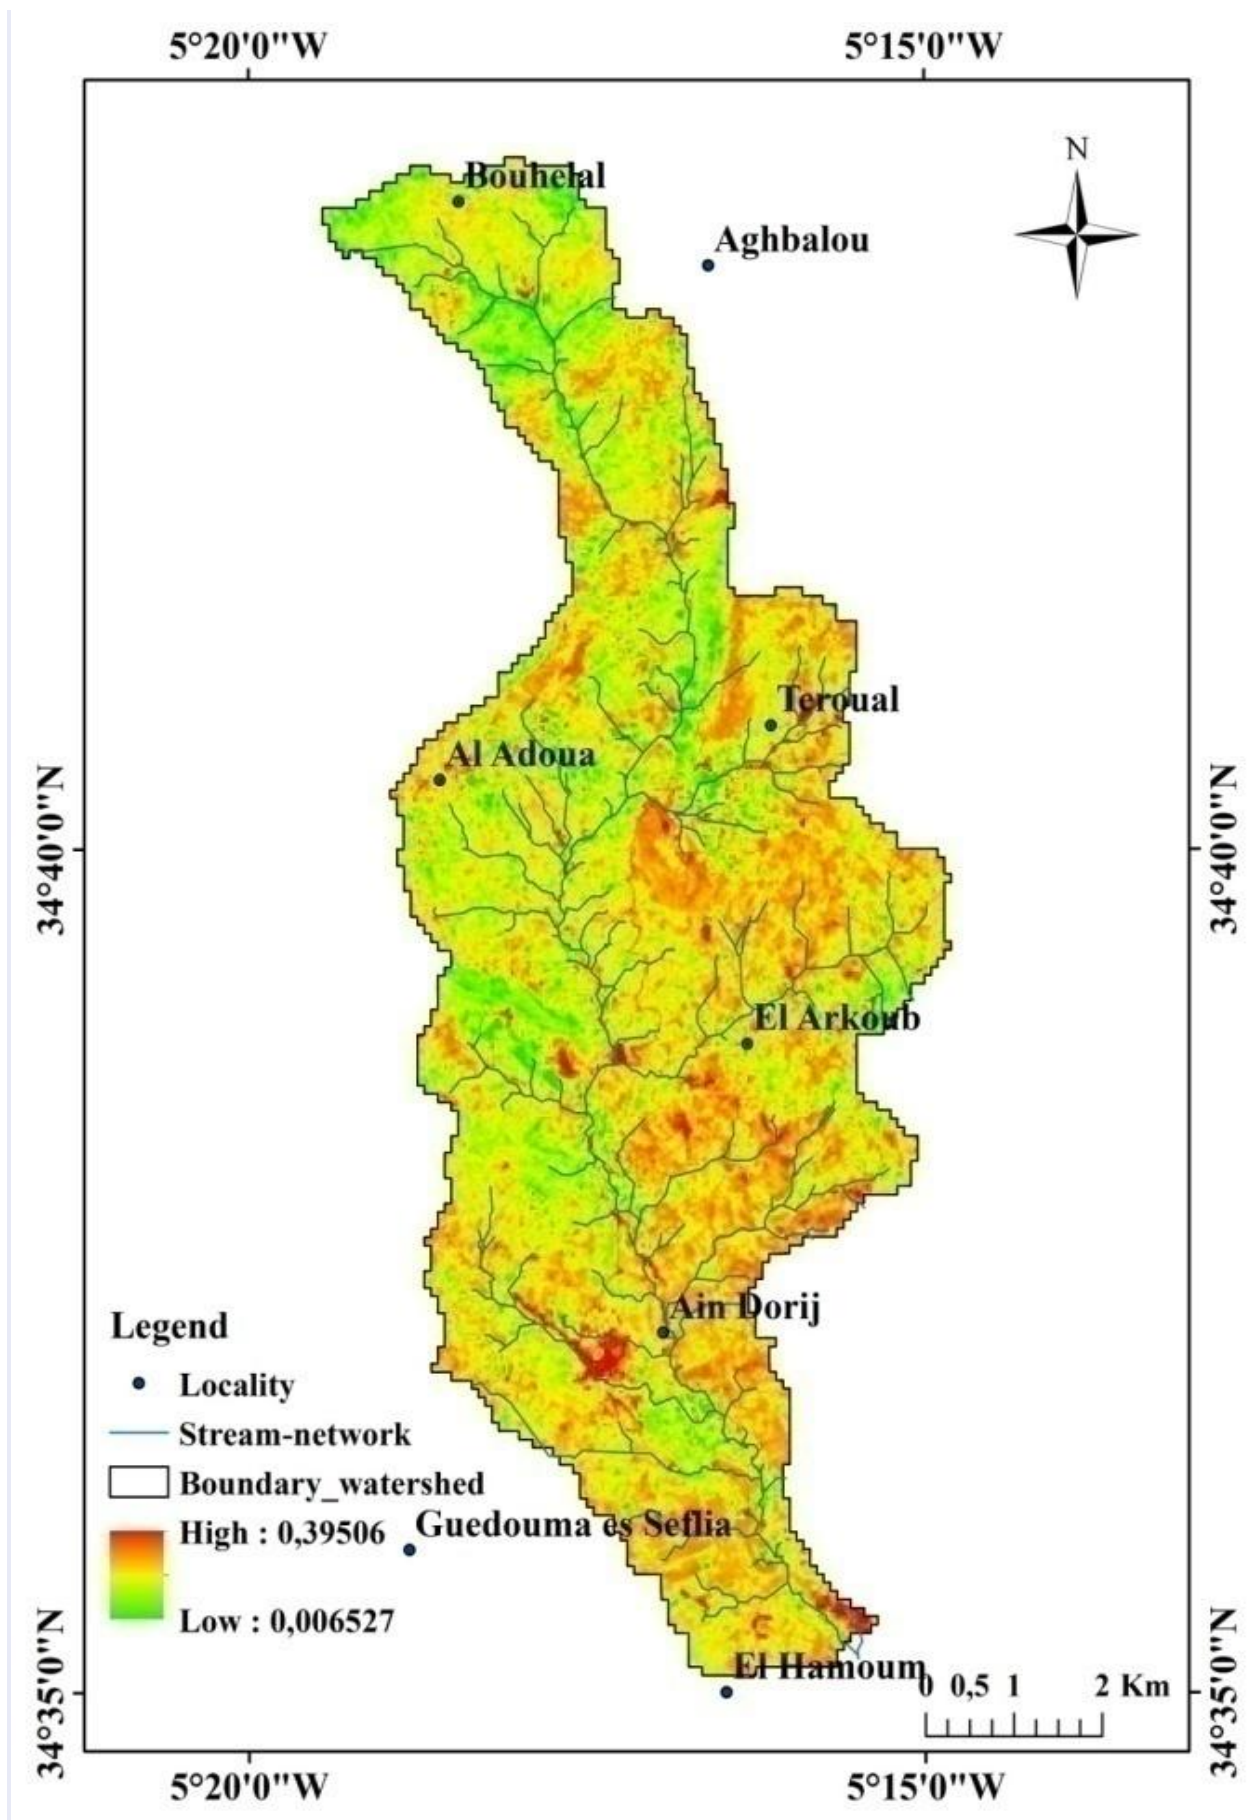 5°20'0"W 5°15'0"W
N
Bouhelal
Aghbalou
Teroual
Al Adoua
34°40'0"N 34°40'0"N
El Arkoub
Ain Dorij
Legend
Locality
Stream-network
Boundary_watershed
High : 0,39506
Guedouma es Seflia
Low : 0,006527
El Hamoum
0 0,5 1 2 Km
34°35'0"N 34°35'0"N
5°20'0"W 5°15'0"W